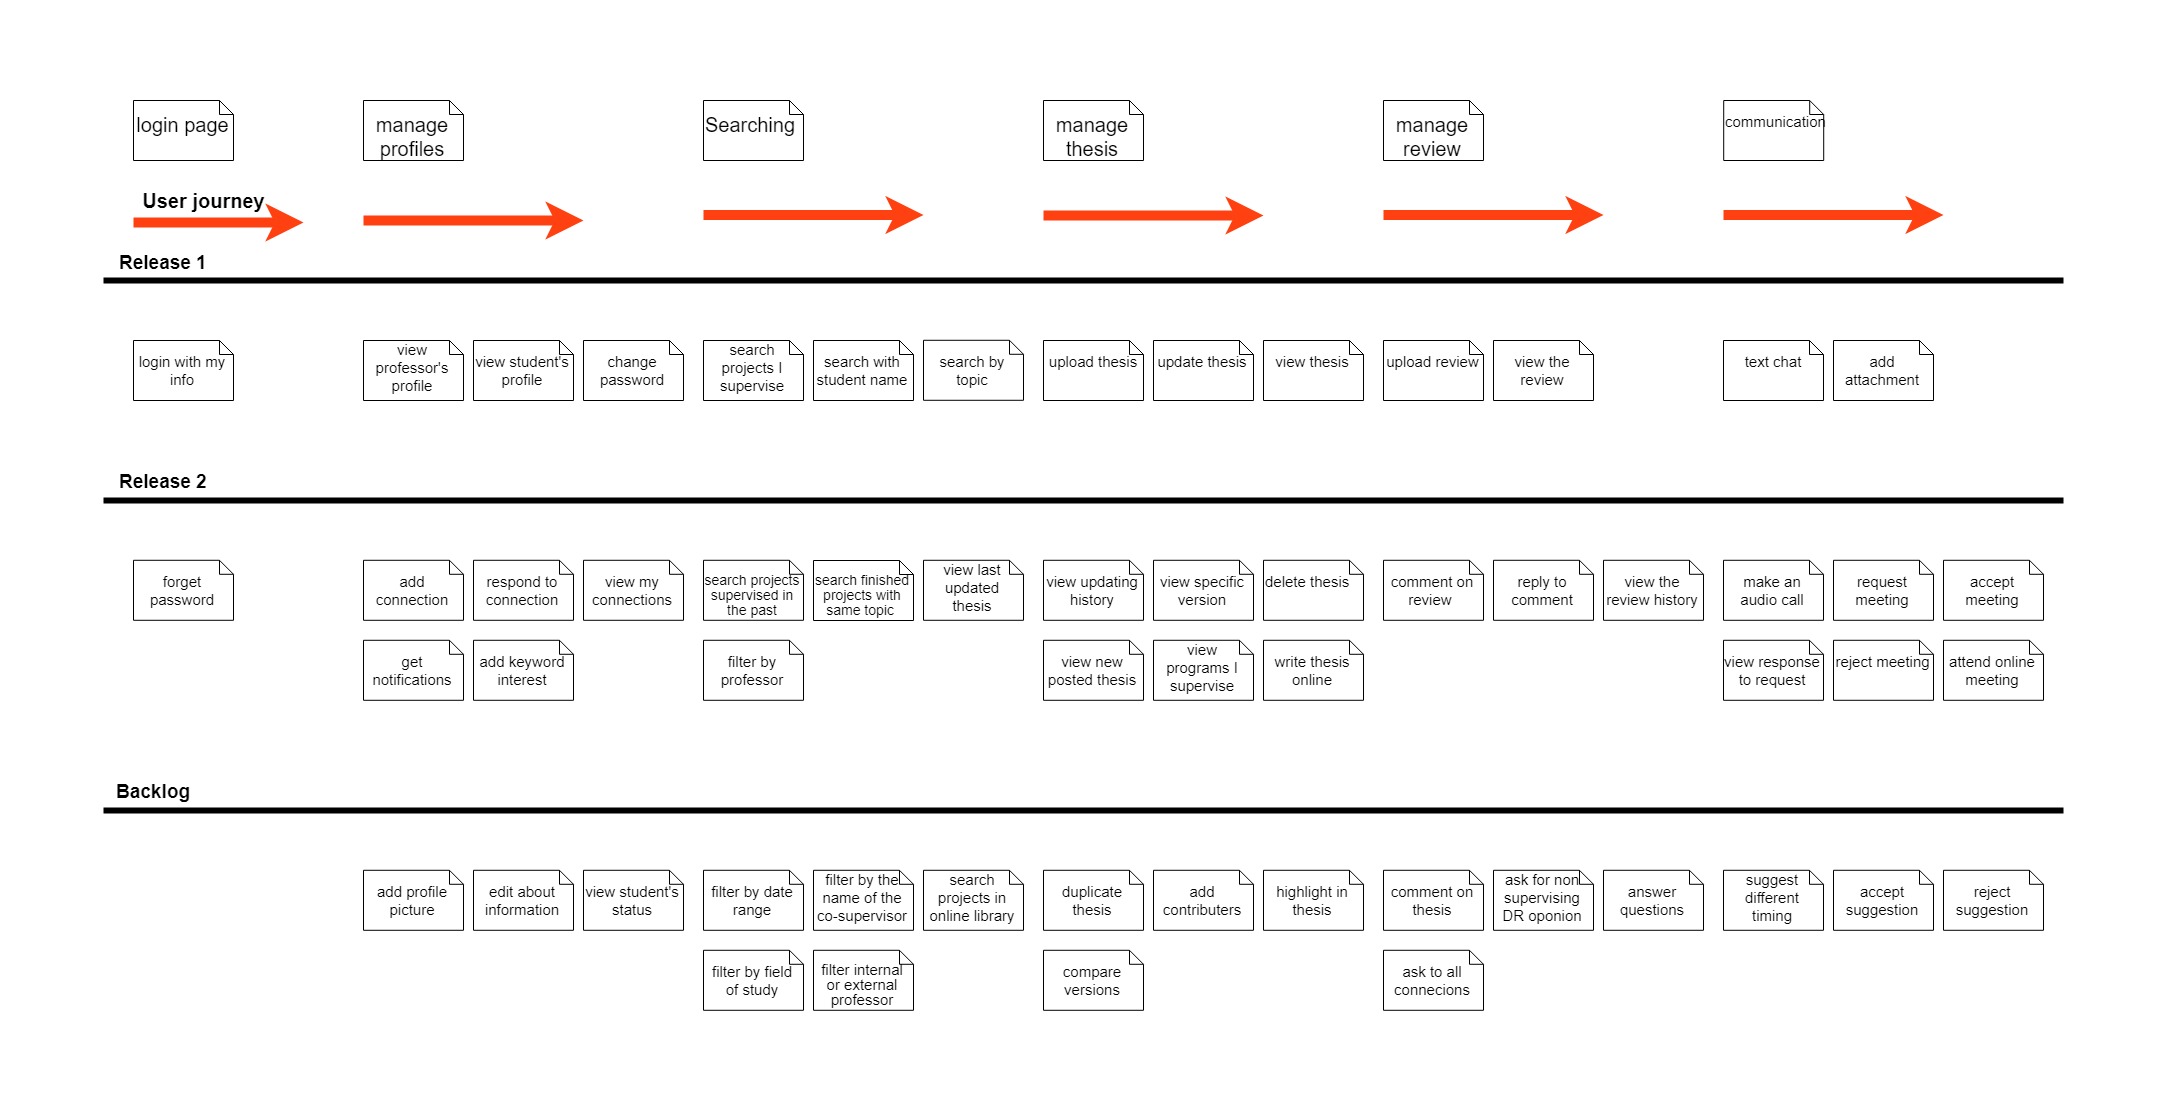 login page
manage
profiles
Searching
manage
thesis
manage
review
communication
User journey
Release 1
login with my
info
view
professor's
profile
view student's
profile
change
password
search
projects I
supervise
search with
student name
search by
topic
upload thesis
update thesis
view thesis
upload review
view the
review
text chat
add
attachment
Release 2
forget
password
add
connection
respond to
connection
view my
connections
search projects
supervised in
the past
search finished
projects with
same topic
view last
updated
thesis
view updating
history
view specific
version
delete thesis
comment on
review
reply to
comment
view the
review history
make an
audio call
request
meeting
accept
meeting
get
notifications
add keyword
interest
filter by
professor
view new
posted thesis
view
programs I
supervise
write thesis
online
view response
to request
reject meeting
attend online
meeting
Backlog
add profile
picture
edit about
information
view student's
status
filter by date
range
filter by the
name of the
co-supervisor
search
projects in
online library
duplicate
thesis
add
contributers
highlight in
thesis
comment on
thesis
ask for non
supervising
DR oponion
answer
questions
suggest
different
timing
accept
suggestion
reject
suggestion
filter by field
of study
filter internal
or external
professor
compare
versions
ask to all
connecions